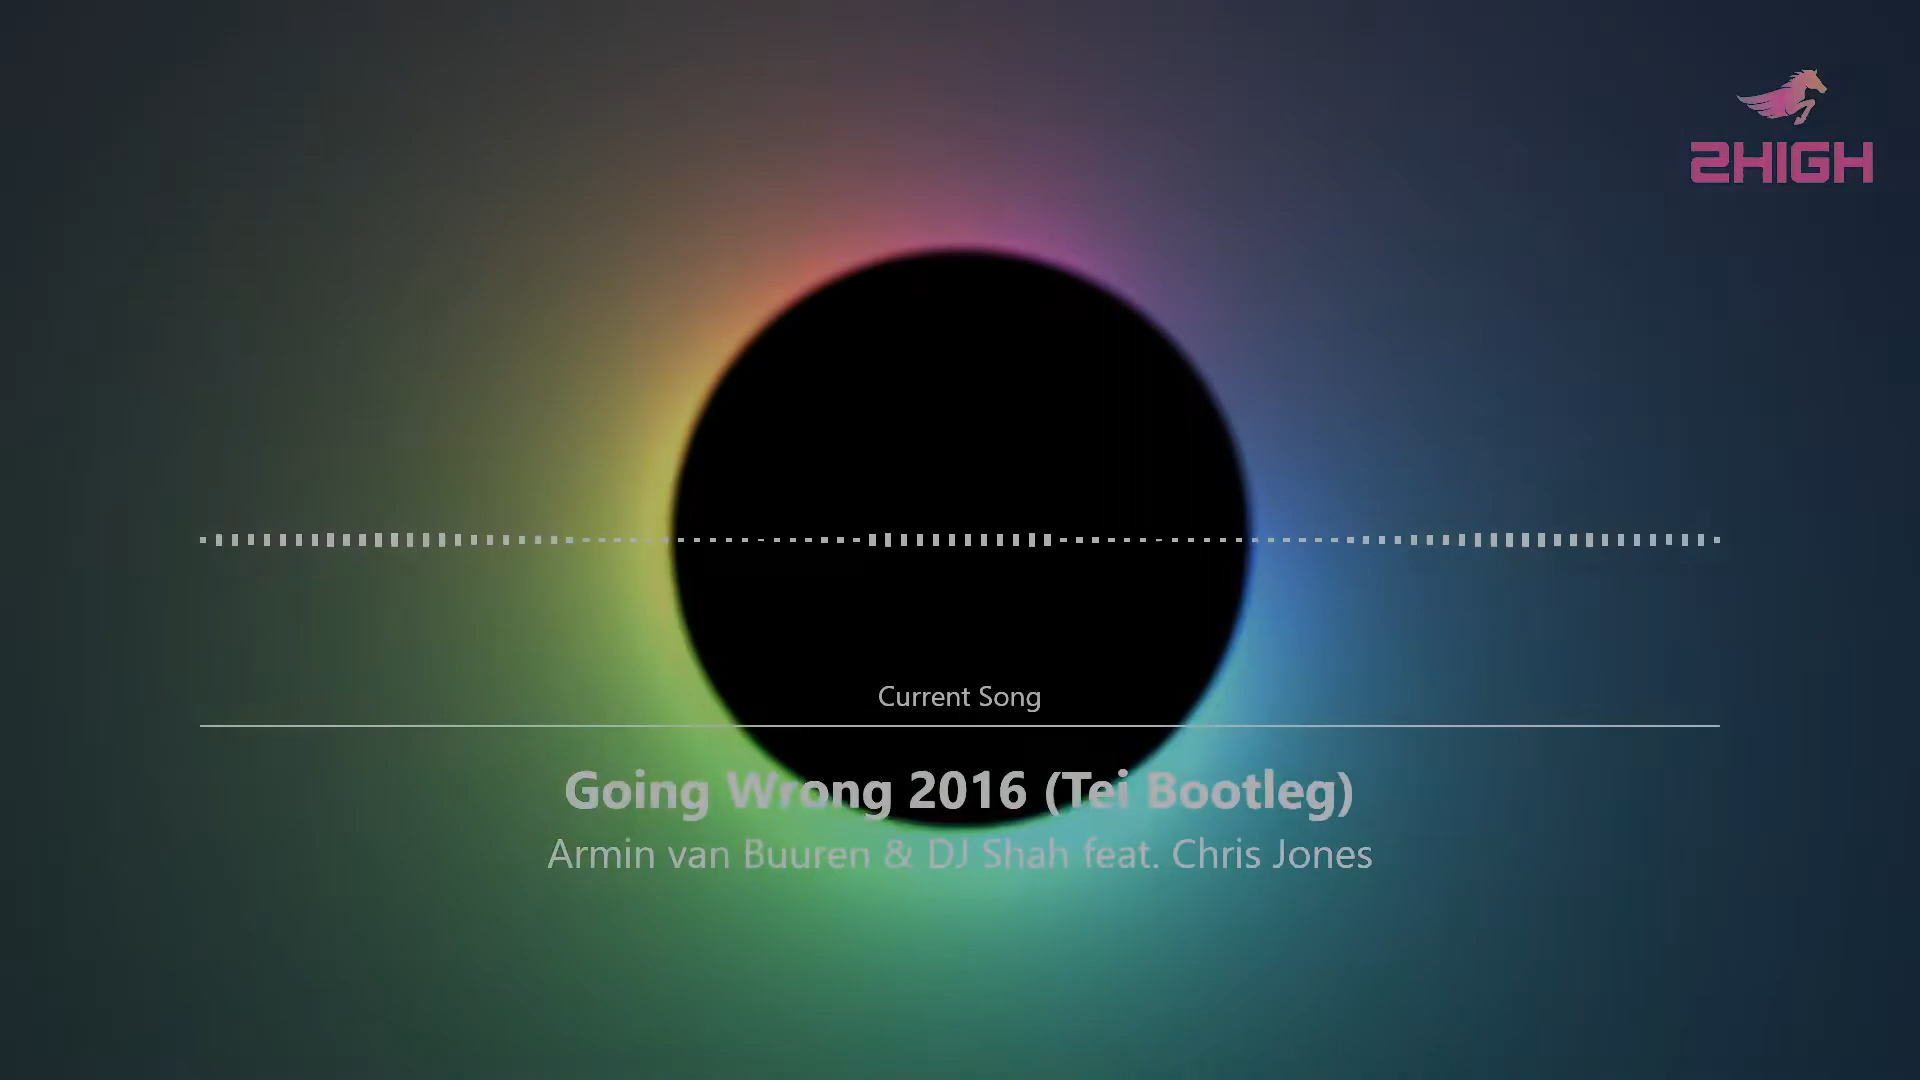 2HIGH
Current Song
Going Wrong 2016 (Tei Bootleg)
Armin van Buuren & DJ Shah feat. Chris Jones